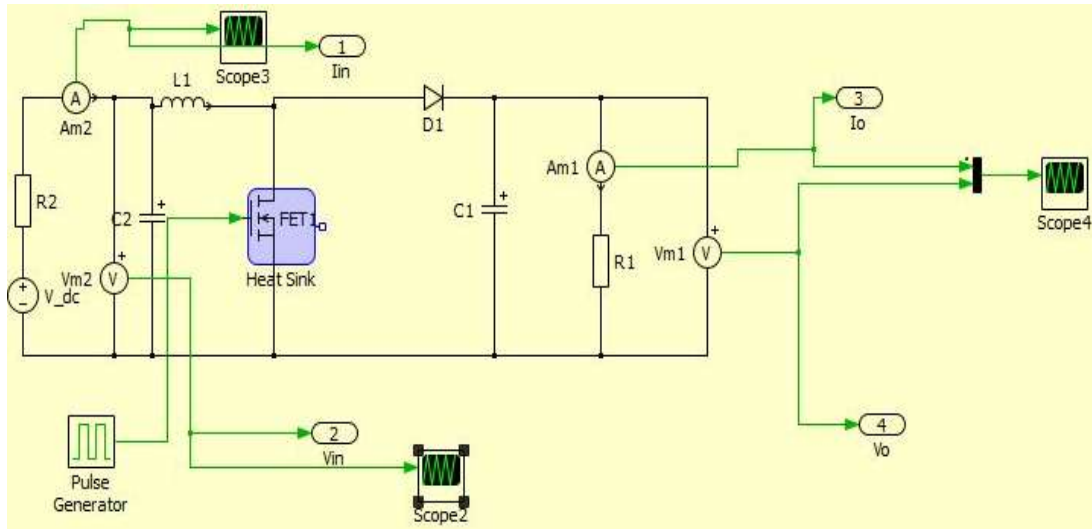 Scope3
1
Iin
L1
A
Am2
D1
3
Io
Am1
A
R2
C2
FET1
C1
Scope4
Vm1
V
R1
Vm2
V
Heat Sink
V_dc
2
Vin
4
Vo
Pulse
Generator
Scope2